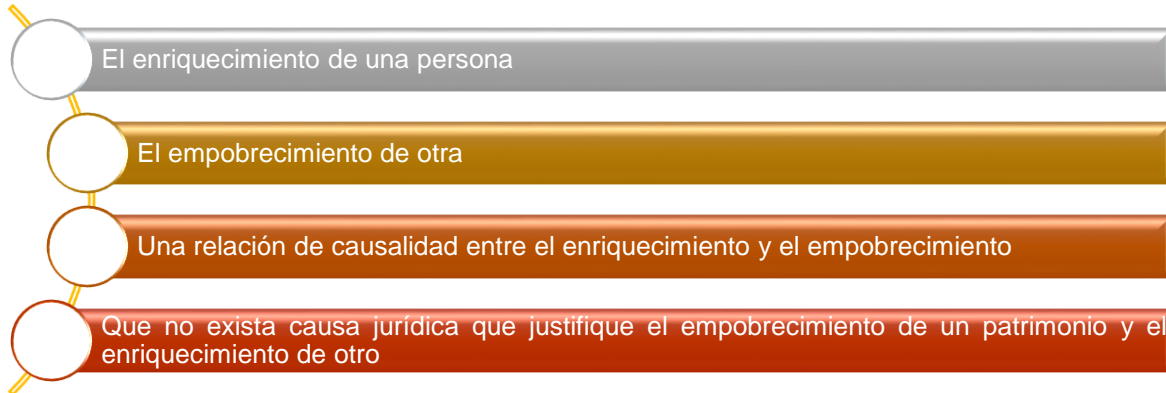 El enriquecimiento de una persona
El empobrecimiento de otra
Una relación de causalidad entre el enriquecimiento y el empobrecimiento
Que no exista causa jurídica que justifique el empobrecimiento de un patrimonio y el
enriquecimiento de otro